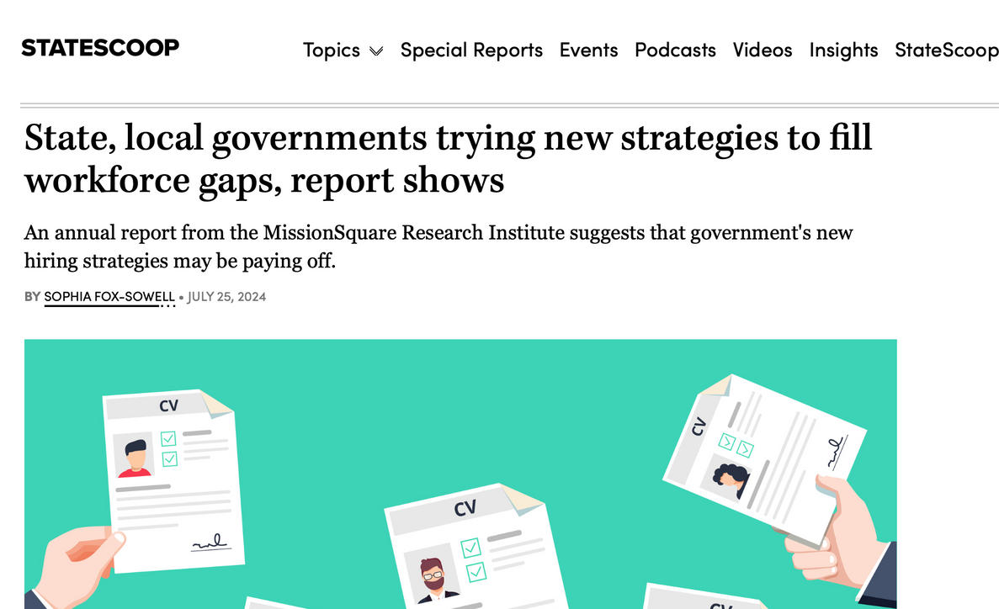 STATESCOOP
Topics Special Reports Events Podcasts Videos Insights StateScoop
State, local governments trying new strategies to fill
workforce gaps, report shows
An annual report from the MissionSquare Research Institute suggests that government's new
hiring strategies may be paying off.
BY SOPHIA FOX-SOWELL • JULY 25, 2024
CV
CV
CV
CV